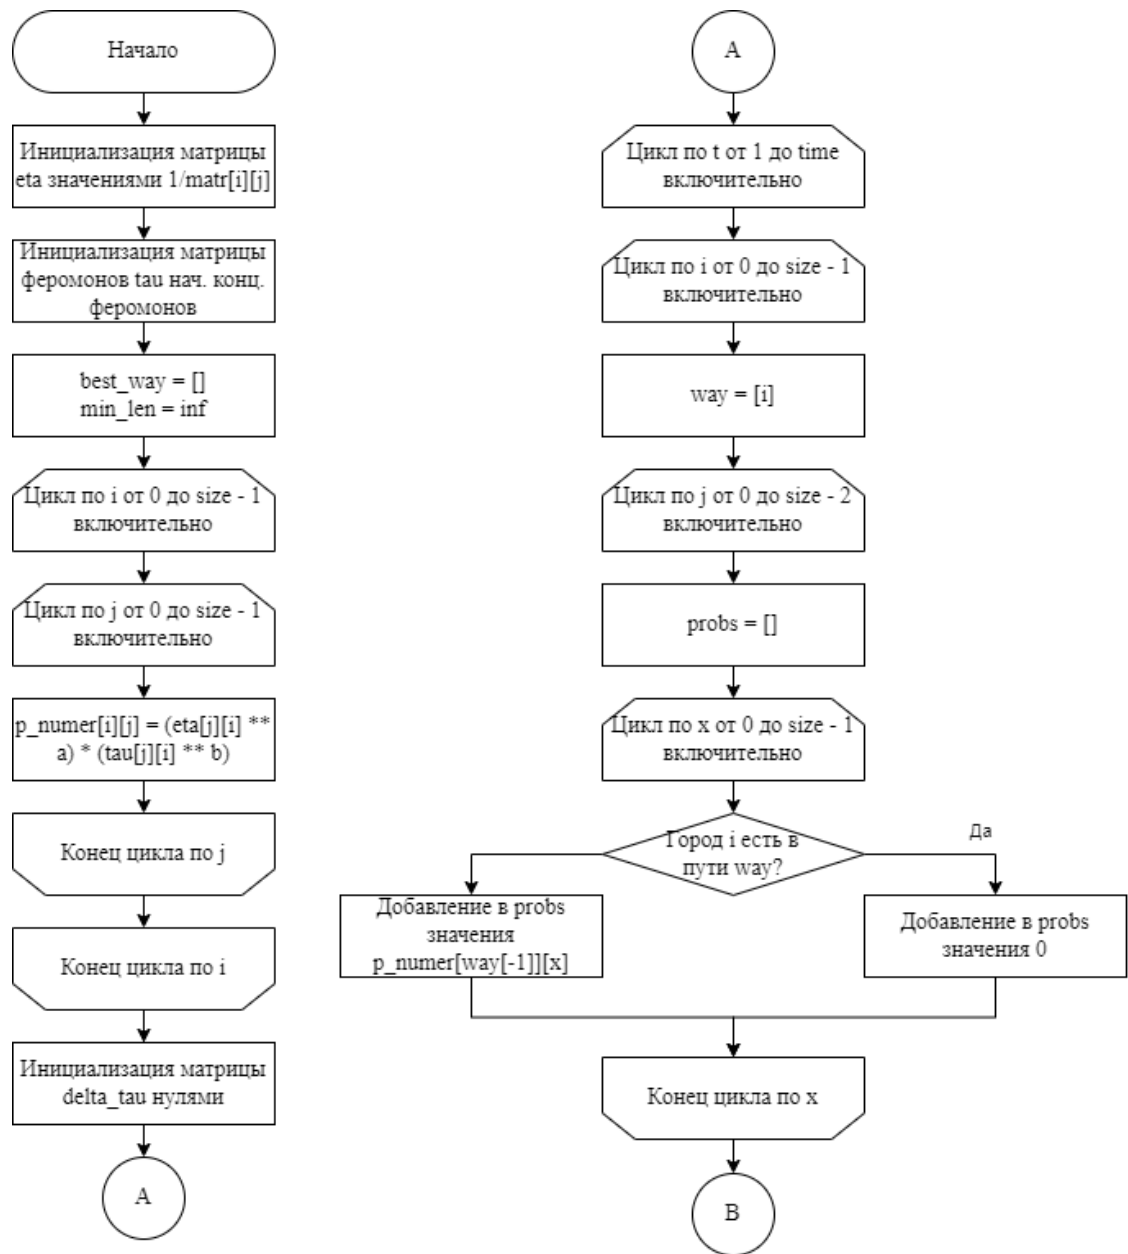 Начало
Инициализация матрицы
eta значениями 1/matr[i][j]
Инициализация матрицы
феромонов tau нач. конц.
феромонов
best_way = []
min_len = inf
Цикл по i от 0 до size - 1
включительно
Цикл по j от 0 до size - 1
включительно
p_numer[i][j] = (eta[j][i] **
a) * (tau[j][i] ** b)
Конец цикла по j
Конец цикла по i
Инициализация матрицы
delta_tau нулями
A
A
Цикл по t от 1 до time
включительно
Цикл по i от 0 до size - 1
включительно
way = [i]
Цикл по j от 0 до size - 2
включительно
probs = []
Цикл по x от 0 до size - 1
включительно
Город i есть в
пути way?
Да
Добавление в probs
значения
p_numer[way[-1]][x]
Добавление в probs
значения 0
Конец цикла по x
B